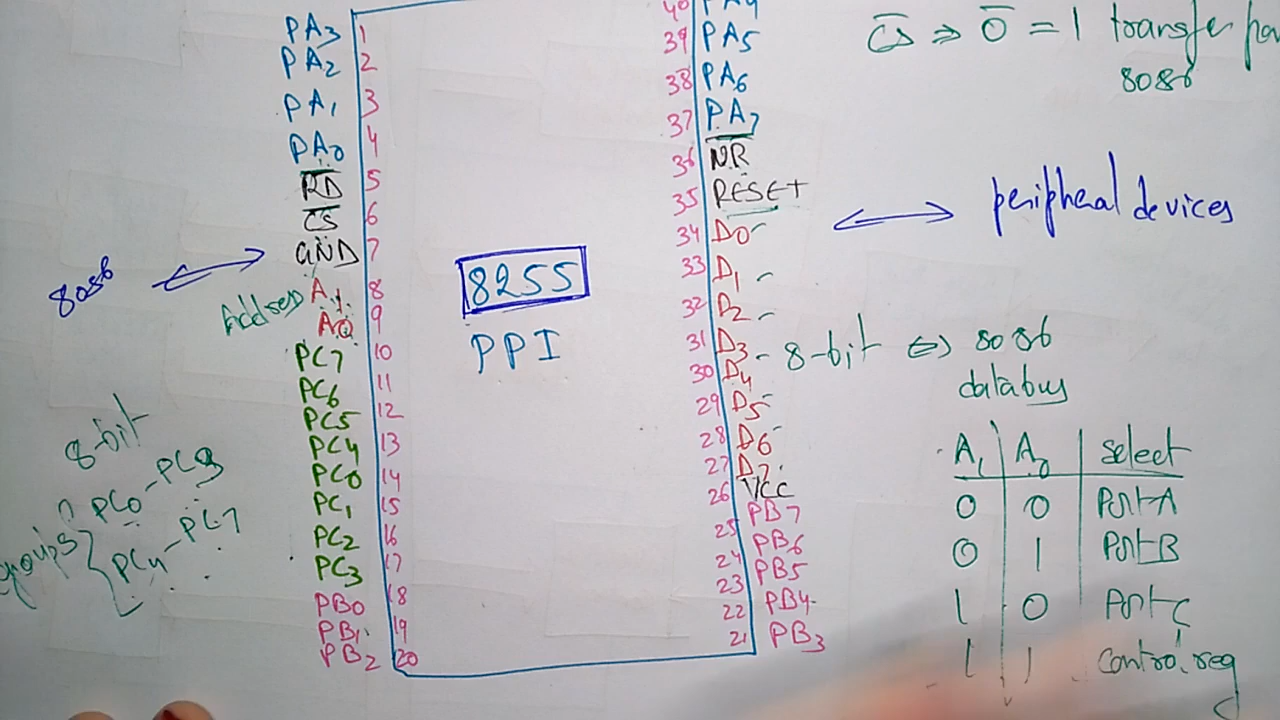 PA3 1
PA2 2
PA1 3
PA0 4
RD 5
CS 6
GND 7
Address A1 8
A0 9
PC7 10
PC6 11
PC5 12
PC4 13
PC0 14
PC1 15
PC2 16
PC3 17
PB0 18
PB1 19
PB2 20
8086
8-bit
groups
PC0 - PC3
PC4 - PC7
8255
PPI
40 PA4
39 PA5
38 PA6
37 PA7
36 WR
35 RESET
34 D0
33 D1
32 D2
31 D3
30 D4
29 D5
28 D6
27 D7
26 VCC
25 PB7
24 PB6
23 PB5
22 PB4
21 PB3
CS => 0 = 1 transfer
8086
peripheral devices
8-bit <=> 8086
databus
A1 A0 select
0 0 Port-A
0 1 Port-B
1 0 Port-C
1 1 control.reg